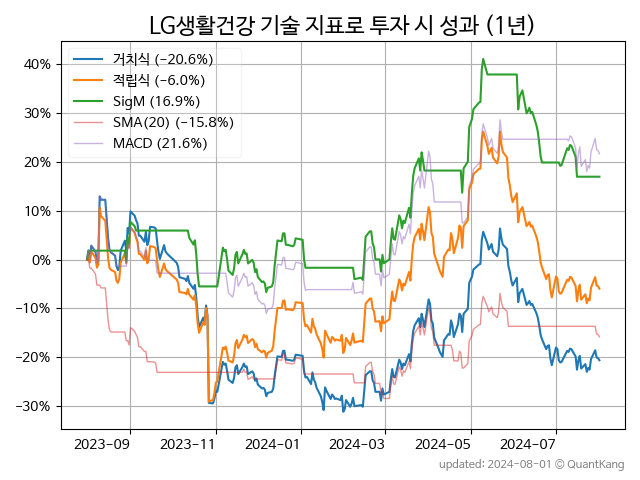 LG생활건강 기술 지표로 투자 시 성과 (1년)
거치식 (−20.6%)
적립식 (−6.0%)
SigM (16.9%)
SMA(20) (−15.8%)
MACD (21.6%)
40%
30%
20%
10%
0%
−10%
−20%
−30%
2023−09 2023−11 2024−01 2024−03 2024−05 2024−07
updated: 2024−08−01 © QuantKang